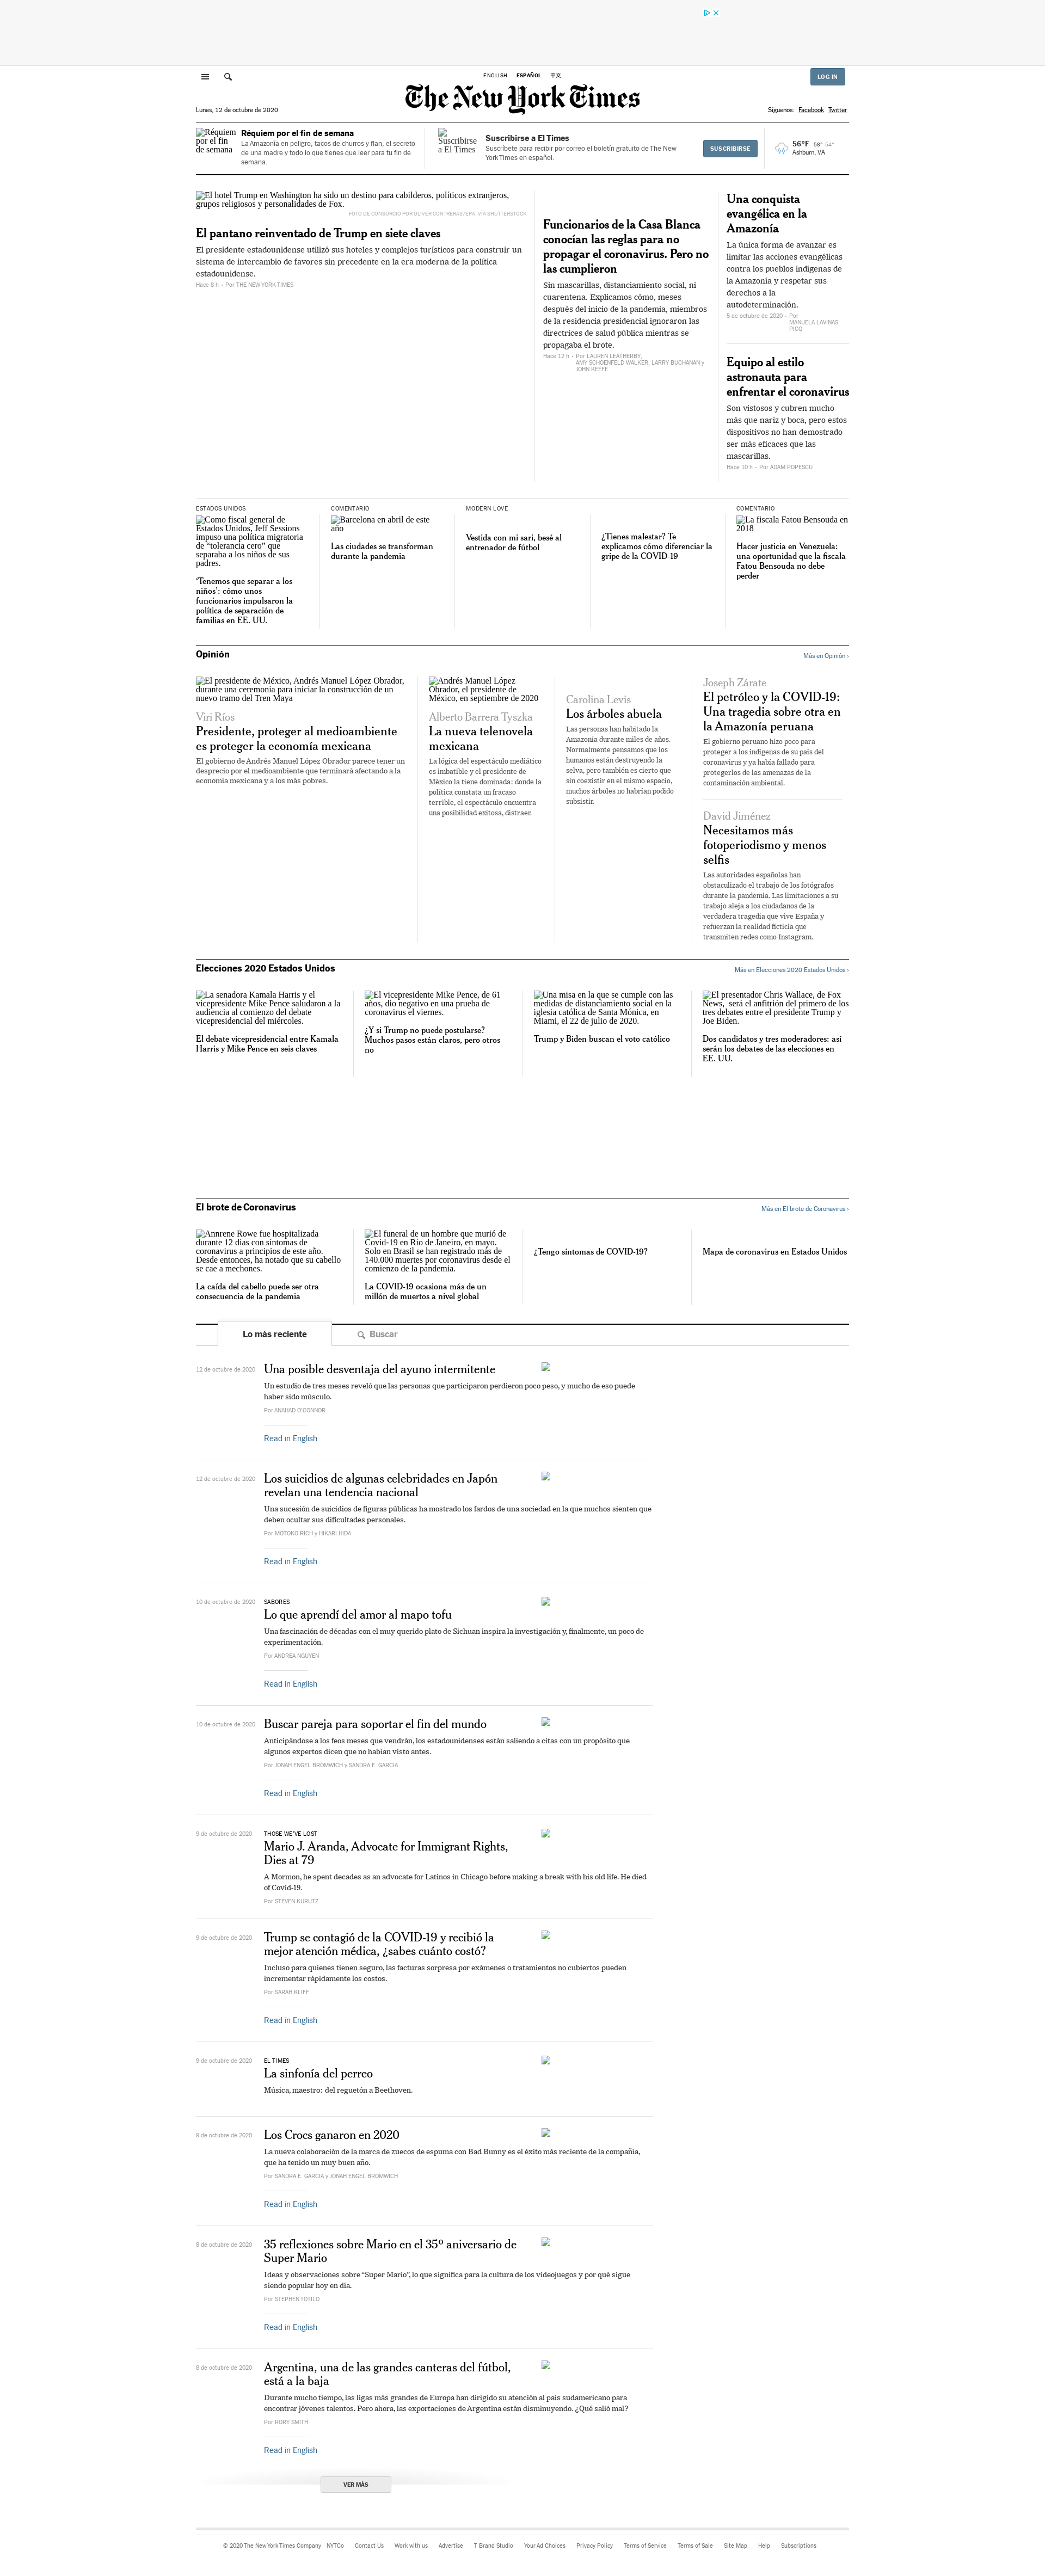 ENGLISH ESPAÑOL 中文
LOG IN
The New York Times
Lunes, 12 de octubre de 2020
Síguenos: Facebook Twitter
Réquiem
por el fin
de semana
Réquiem por el fin de semana
La Amazonía en peligro, tacos de churros y flan, el secreto
de una madre y todo lo que tienes que leer para tu fin de
semana.
Suscribirse
a El Times
Suscribirse a El Times
Suscríbete para recibir por correo el boletín gratuito de The New
York Times en español.
SUSCRIBIRSE
56°F 58° 54°
Ashburn, VA
El hotel Trump en Washington ha sido un destino para cabilderos, políticos extranjeros,
grupos religiosos y personalidades de Fox.
FOTO DE CONSORCIO POR OLIVER CONTRERAS/EPA, VÍA SHUTTERSTOCK
El pantano reinventado de Trump en siete claves
El presidente estadounidense utilizó sus hoteles y complejos turísticos para construir un
sistema de intercambio de favores sin precedente en la era moderna de la política
estadounidense.
Hace 8 h - Por THE NEW YORK TIMES
Funcionarios de la Casa Blanca
conocían las reglas para no
propagar el coronavirus. Pero no
las cumplieron
Sin mascarillas, distanciamiento social, ni
cuarentena. Explicamos cómo, meses
después del inicio de la pandemia, miembros
de la residencia presidencial ignoraron las
directrices de salud pública mientras se
propagaba el brote.
Hace 12 h - Por LAUREN LEATHERBY,
AMY SCHOENFELD WALKER, LARRY BUCHANAN y
JOHN KEEFE
Una conquista
evangélica en la
Amazonía
La única forma de avanzar es
limitar las acciones evangélicas
contra los pueblos indígenas de
la Amazonía y respetar sus
derechos a la
autodeterminación.
5 de octubre de 2020 - Por
MANUELA LAVINAS
PICQ
Equipo al estilo
astronauta para
enfrentar el coronavirus
Son vistosos y cubren mucho
más que nariz y boca, pero estos
dispositivos no han demostrado
ser más eficaces que las
mascarillas.
Hace 10 h - Por ADAM POPESCU
ESTADOS UNIDOS
Como fiscal general de
Estados Unidos, Jeff Sessions
impuso una política migratoria
de “tolerancia cero” que
separaba a los niños de sus
padres.
‘Tenemos que separar a los
niños’: cómo unos
funcionarios impulsaron la
política de separación de
familias en EE. UU.
COMENTARIO
Barcelona en abril de este
año
Las ciudades se transforman
durante la pandemia
MODERN LOVE
Vestida con mi sari, besé al
entrenador de fútbol
¿Tienes malestar? Te
explicamos cómo diferenciar la
gripe de la COVID-19
COMENTARIO
La fiscala Fatou Bensouda en
2018
Hacer justicia en Venezuela:
una oportunidad que la fiscala
Fatou Bensouda no debe
perder
Opinión
Más en Opinión ›
El presidente de México, Andrés Manuel López Obrador,
durante una ceremonia para iniciar la construcción de un
nuevo tramo del Tren Maya
Viri Ríos
Presidente, proteger al medioambiente
es proteger la economía mexicana
El gobierno de Andrés Manuel López Obrador parece tener un
desprecio por el medioambiente que terminará afectando a la
economía mexicana y a los más pobres.
Andrés Manuel López
Obrador, el presidente de
México, en septiembre de 2020
Alberto Barrera Tyszka
La nueva telenovela
mexicana
La lógica del espectáculo mediático
es imbatible y el presidente de
México la tiene dominada: donde la
política constata un fracaso
terrible, el espectáculo encuentra
una posibilidad exitosa, distraer.
Carolina Levis
Los árboles abuela
Las personas han habitado la
Amazonía durante miles de años.
Normalmente pensamos que los
humanos están destruyendo la
selva, pero también es cierto que
sin coexistir en el mismo espacio,
muchos árboles no habrían podido
subsistir.
Joseph Zárate
El petróleo y la COVID-19:
Una tragedia sobre otra en
la Amazonía peruana
El gobierno peruano hizo poco para
proteger a los indígenas de su país del
coronavirus y ya había fallado para
protegerlos de las amenazas de la
contaminación ambiental.
David Jiménez
Necesitamos más
fotoperiodismo y menos
selfis
Las autoridades españolas han
obstaculizado el trabajo de los fotógrafos
durante la pandemia. Las limitaciones a su
trabajo aleja a los ciudadanos de la
verdadera tragedia que vive España y
refuerzan la realidad ficticia que
transmiten redes como Instagram.
Elecciones 2020 Estados Unidos
Más en Elecciones 2020 Estados Unidos ›
La senadora Kamala Harris y el
vicepresidente Mike Pence saludaron a la
audiencia al comienzo del debate
vicepresidencial del miércoles.
El debate vicepresidencial entre Kamala
Harris y Mike Pence en seis claves
El vicepresidente Mike Pence, de 61
años, dio negativo en una prueba de
coronavirus el viernes.
¿Y si Trump no puede postularse?
Muchos pasos están claros, pero otros
no
Una misa en la que se cumple con las
medidas de distanciamiento social en la
iglesia católica de Santa Mónica, en
Miami, el 22 de julio de 2020.
Trump y Biden buscan el voto católico
El presentador Chris Wallace, de Fox
News, será el anfitrión del primero de los
tres debates entre el presidente Trump y
Joe Biden.
Dos candidatos y tres moderadores: así
serán los debates de las elecciones en
EE. UU.
El brote de Coronavirus
Más en El brote de Coronavirus ›
Annrene Rowe fue hospitalizada
durante 12 días con síntomas de
coronavirus a principios de este año.
Desde entonces, ha notado que su cabello
se cae a mechones.
La caída del cabello puede ser otra
consecuencia de la pandemia
El funeral de un hombre que murió de
Covid-19 en Río de Janeiro, en mayo.
Solo en Brasil se han registrado más de
140.000 muertes por coronavirus desde el
comienzo de la pandemia.
La COVID-19 ocasiona más de un
millón de muertos a nivel global
¿Tengo síntomas de COVID-19?
Mapa de coronavirus en Estados Unidos
Lo más reciente
Buscar
12 de octubre de 2020
Una posible desventaja del ayuno intermitente
Un estudio de tres meses reveló que las personas que participaron perdieron poco peso, y mucho de eso puede
haber sido músculo.
Por ANAHAD O’CONNOR
Read in English
12 de octubre de 2020
Los suicidios de algunas celebridades en Japón
revelan una tendencia nacional
Una sucesión de suicidios de figuras públicas ha mostrado los fardos de una sociedad en la que muchos sienten que
deben ocultar sus dificultades personales.
Por MOTOKO RICH y HIKARI HIDA
Read in English
10 de octubre de 2020
SABORES
Lo que aprendí del amor al mapo tofu
Una fascinación de décadas con el muy querido plato de Sichuan inspira la investigación y, finalmente, un poco de
experimentación.
Por ANDREA NGUYEN
Read in English
10 de octubre de 2020
Buscar pareja para soportar el fin del mundo
Anticipándose a los feos meses que vendrán, los estadounidenses están saliendo a citas con un propósito que
algunos expertos dicen que no habían visto antes.
Por JONAH ENGEL BROMWICH y SANDRA E. GARCIA
Read in English
9 de octubre de 2020
THOSE WE’VE LOST
Mario J. Aranda, Advocate for Immigrant Rights,
Dies at 79
A Mormon, he spent decades as an advocate for Latinos in Chicago before making a break with his old life. He died
of Covid-19.
Por STEVEN KURUTZ
9 de octubre de 2020
Trump se contagió de la COVID-19 y recibió la
mejor atención médica, ¿sabes cuánto costó?
Incluso para quienes tienen seguro, las facturas sorpresa por exámenes o tratamientos no cubiertos pueden
incrementar rápidamente los costos.
Por SARAH KLIFF
Read in English
9 de octubre de 2020
EL TIMES
La sinfonía del perreo
Música, maestro: del reguetón a Beethoven.
9 de octubre de 2020
Los Crocs ganaron en 2020
La nueva colaboración de la marca de zuecos de espuma con Bad Bunny es el éxito más reciente de la compañía,
que ha tenido un muy buen año.
Por SANDRA E. GARCIA y JONAH ENGEL BROMWICH
Read in English
8 de octubre de 2020
35 reflexiones sobre Mario en el 35º aniversario de
Super Mario
Ideas y observaciones sobre “Super Mario”, lo que significa para la cultura de los videojuegos y por qué sigue
siendo popular hoy en día.
Por STEPHEN TOTILO
Read in English
8 de octubre de 2020
Argentina, una de las grandes canteras del fútbol,
está a la baja
Durante mucho tiempo, las ligas más grandes de Europa han dirigido su atención al país sudamericano para
encontrar jóvenes talentos. Pero ahora, las exportaciones de Argentina están disminuyendo. ¿Qué salió mal?
Por RORY SMITH
Read in English
VER MÁS
© 2020 The New York Times Company NYTCo Contact Us Work with us Advertise T Brand Studio Your Ad Choices Privacy Policy Terms of Service Terms of Sale Site Map Help Subscriptions